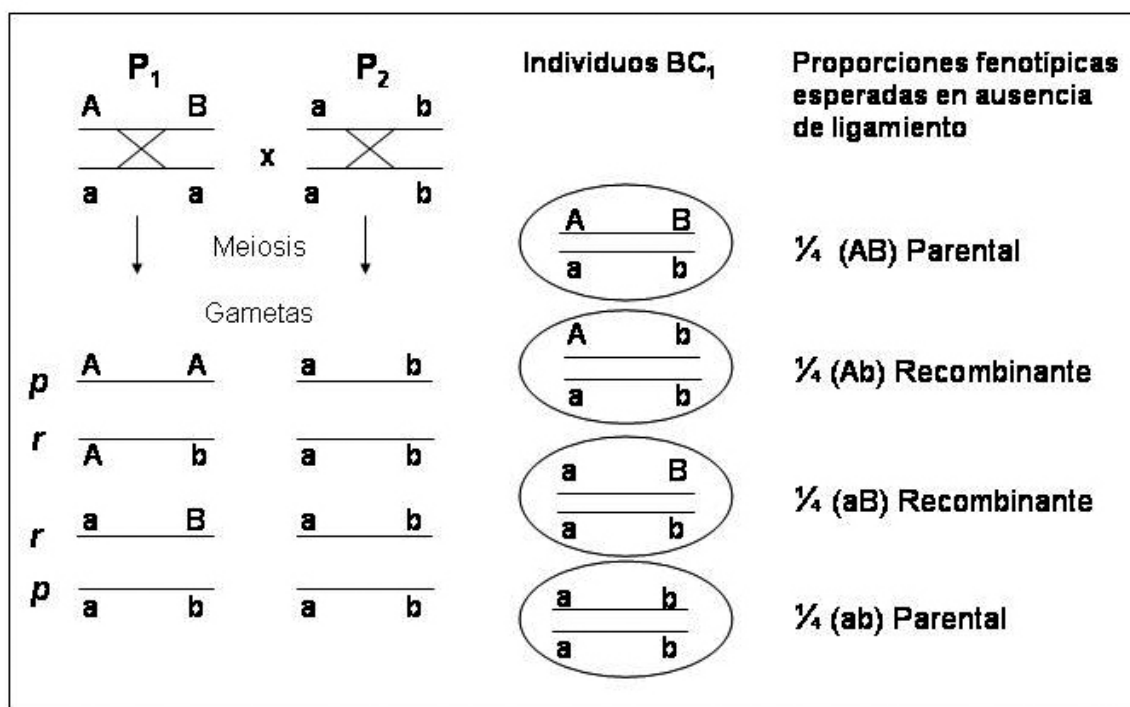 P1 P2
A B a b
x
a a a b
Meiosis
Gametas
p A A a b
r A b a b
r a B a b
p a b a b
Individuos BC1
A B
a b
A b
a b
a B
a b
a b
a b
Proporciones fenotípicas
esperadas en ausencia
de ligamiento
¼ (AB) Parental
¼ (Ab) Recombinante
¼ (aB) Recombinante
¼ (ab) Parental